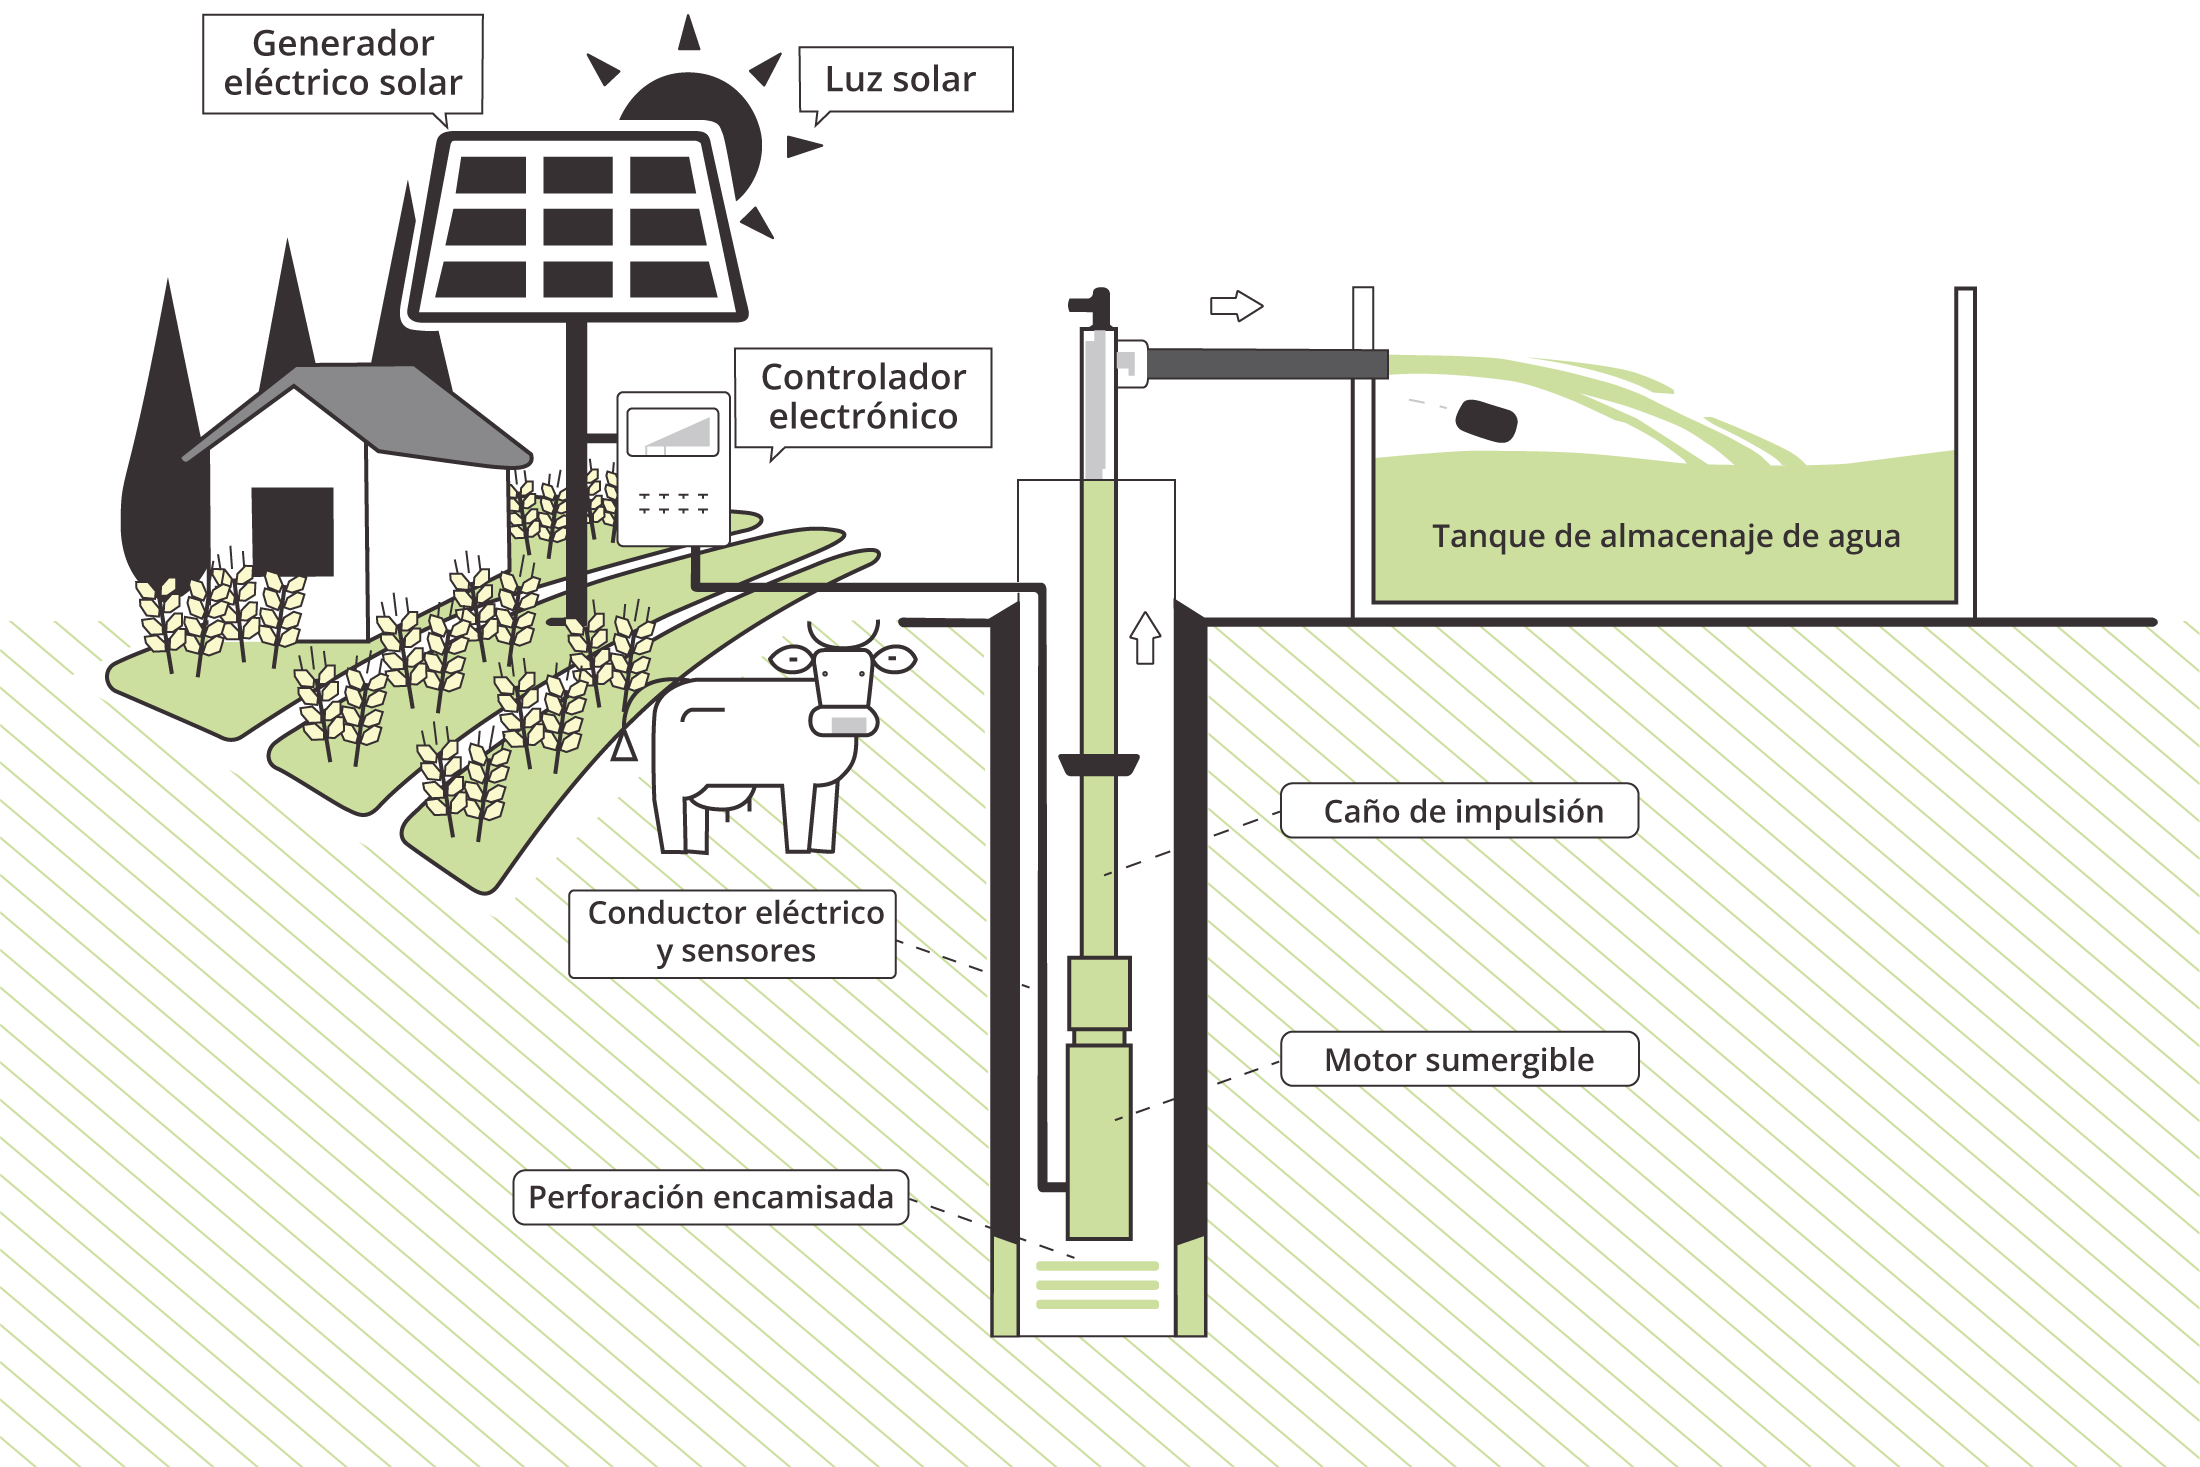 Generador
eléctrico solar
Luz solar
Controlador
electrónico
Tanque de almacenaje de agua
Caño de impulsión
Conductor eléctrico
y sensores
Motor sumergible
Perforación encamisada